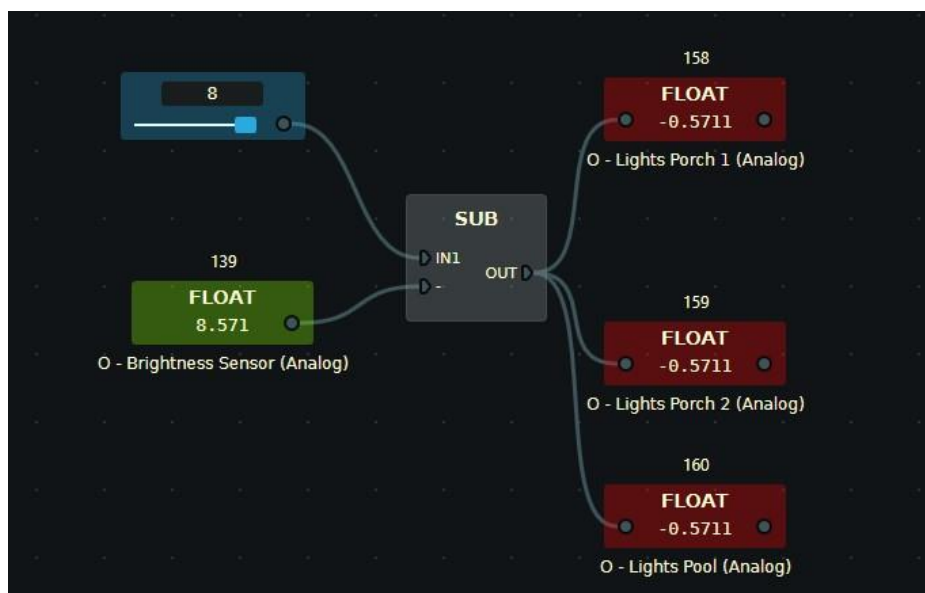 8
139
FLOAT
8.571
O - Brightness Sensor (Analog)
SUB
IN1
-
OUT
158
FLOAT
-0.5711
O - Lights Porch 1 (Analog)
159
FLOAT
-0.5711
O - Lights Porch 2 (Analog)
160
FLOAT
-0.5711
O - Lights Pool (Analog)